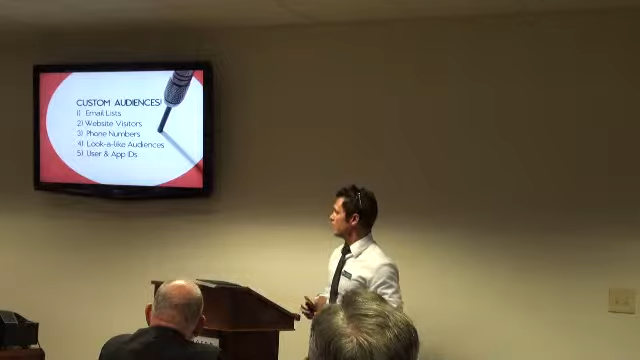 CUSTOM AUDIENCES!
1) Email Lists
2) Website Visitors
3) Phone Numbers
4) Look-a-like Audiences
5) User & App IDs